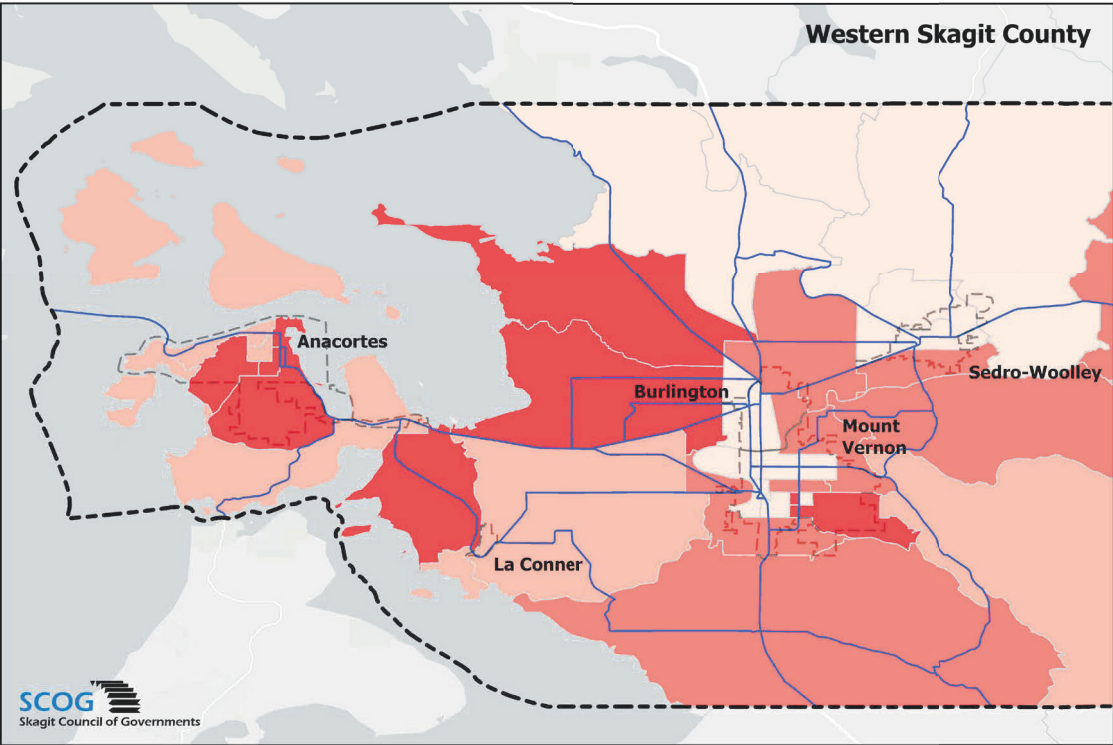 Western Skagit County
Anacortes
Burlington
Sedro-Woolley
Mount
Vernon
La Conner
SCOG
Skagit Council of Governments